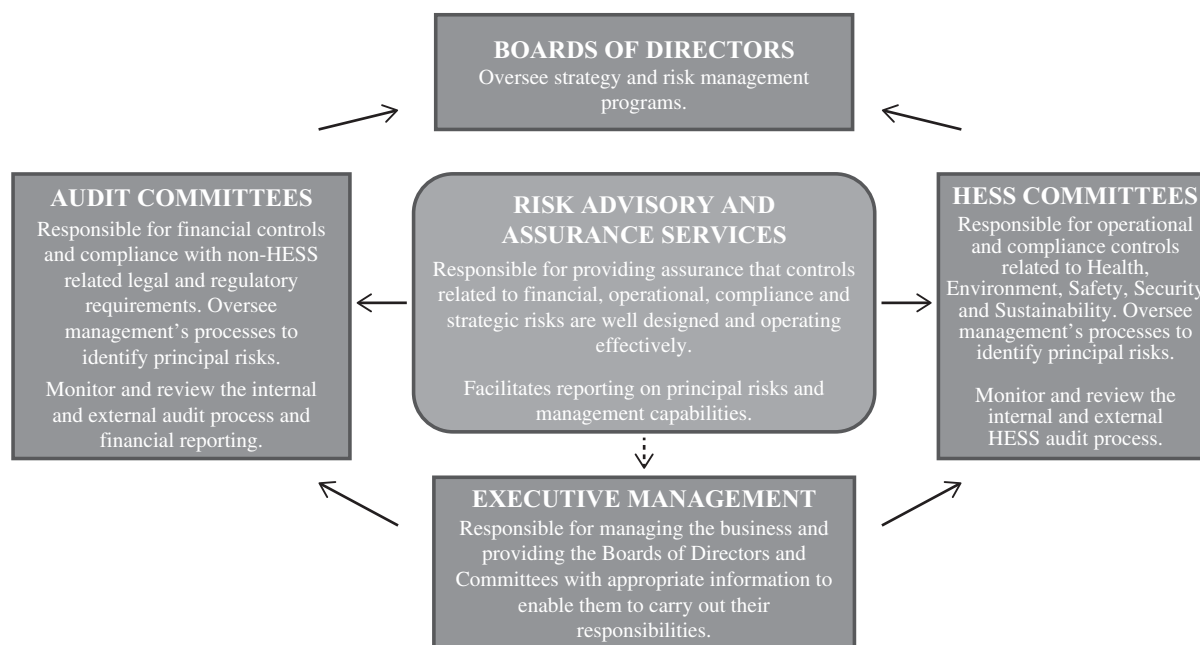 BOARDS OF DIRECTORS
Oversee strategy and risk management
programs.
AUDIT COMMITTEES
Responsible for financial controls
and compliance with non-HESS
related legal and regulatory
requirements. Oversee
management’s processes to
identify principal risks.
Monitor and review the internal
and external audit process and
financial reporting.
RISK ADVISORY AND
ASSURANCE SERVICES
Responsible for providing assurance that controls
related to financial, operational, compliance and
strategic risks are well designed and operating
effectively.
Facilitates reporting on principal risks and
management capabilities.
HESS COMMITTEES
Responsible for operational
and compliance controls
related to Health,
Environment, Safety, Security
and Sustainability. Oversee
management’s processes to
identify principal risks.
Monitor and review the
internal and external
HESS audit process.
EXECUTIVE MANAGEMENT
Responsible for managing the business and
providing the Boards of Directors and
Committees with appropriate information to
enable them to carry out their
responsibilities.